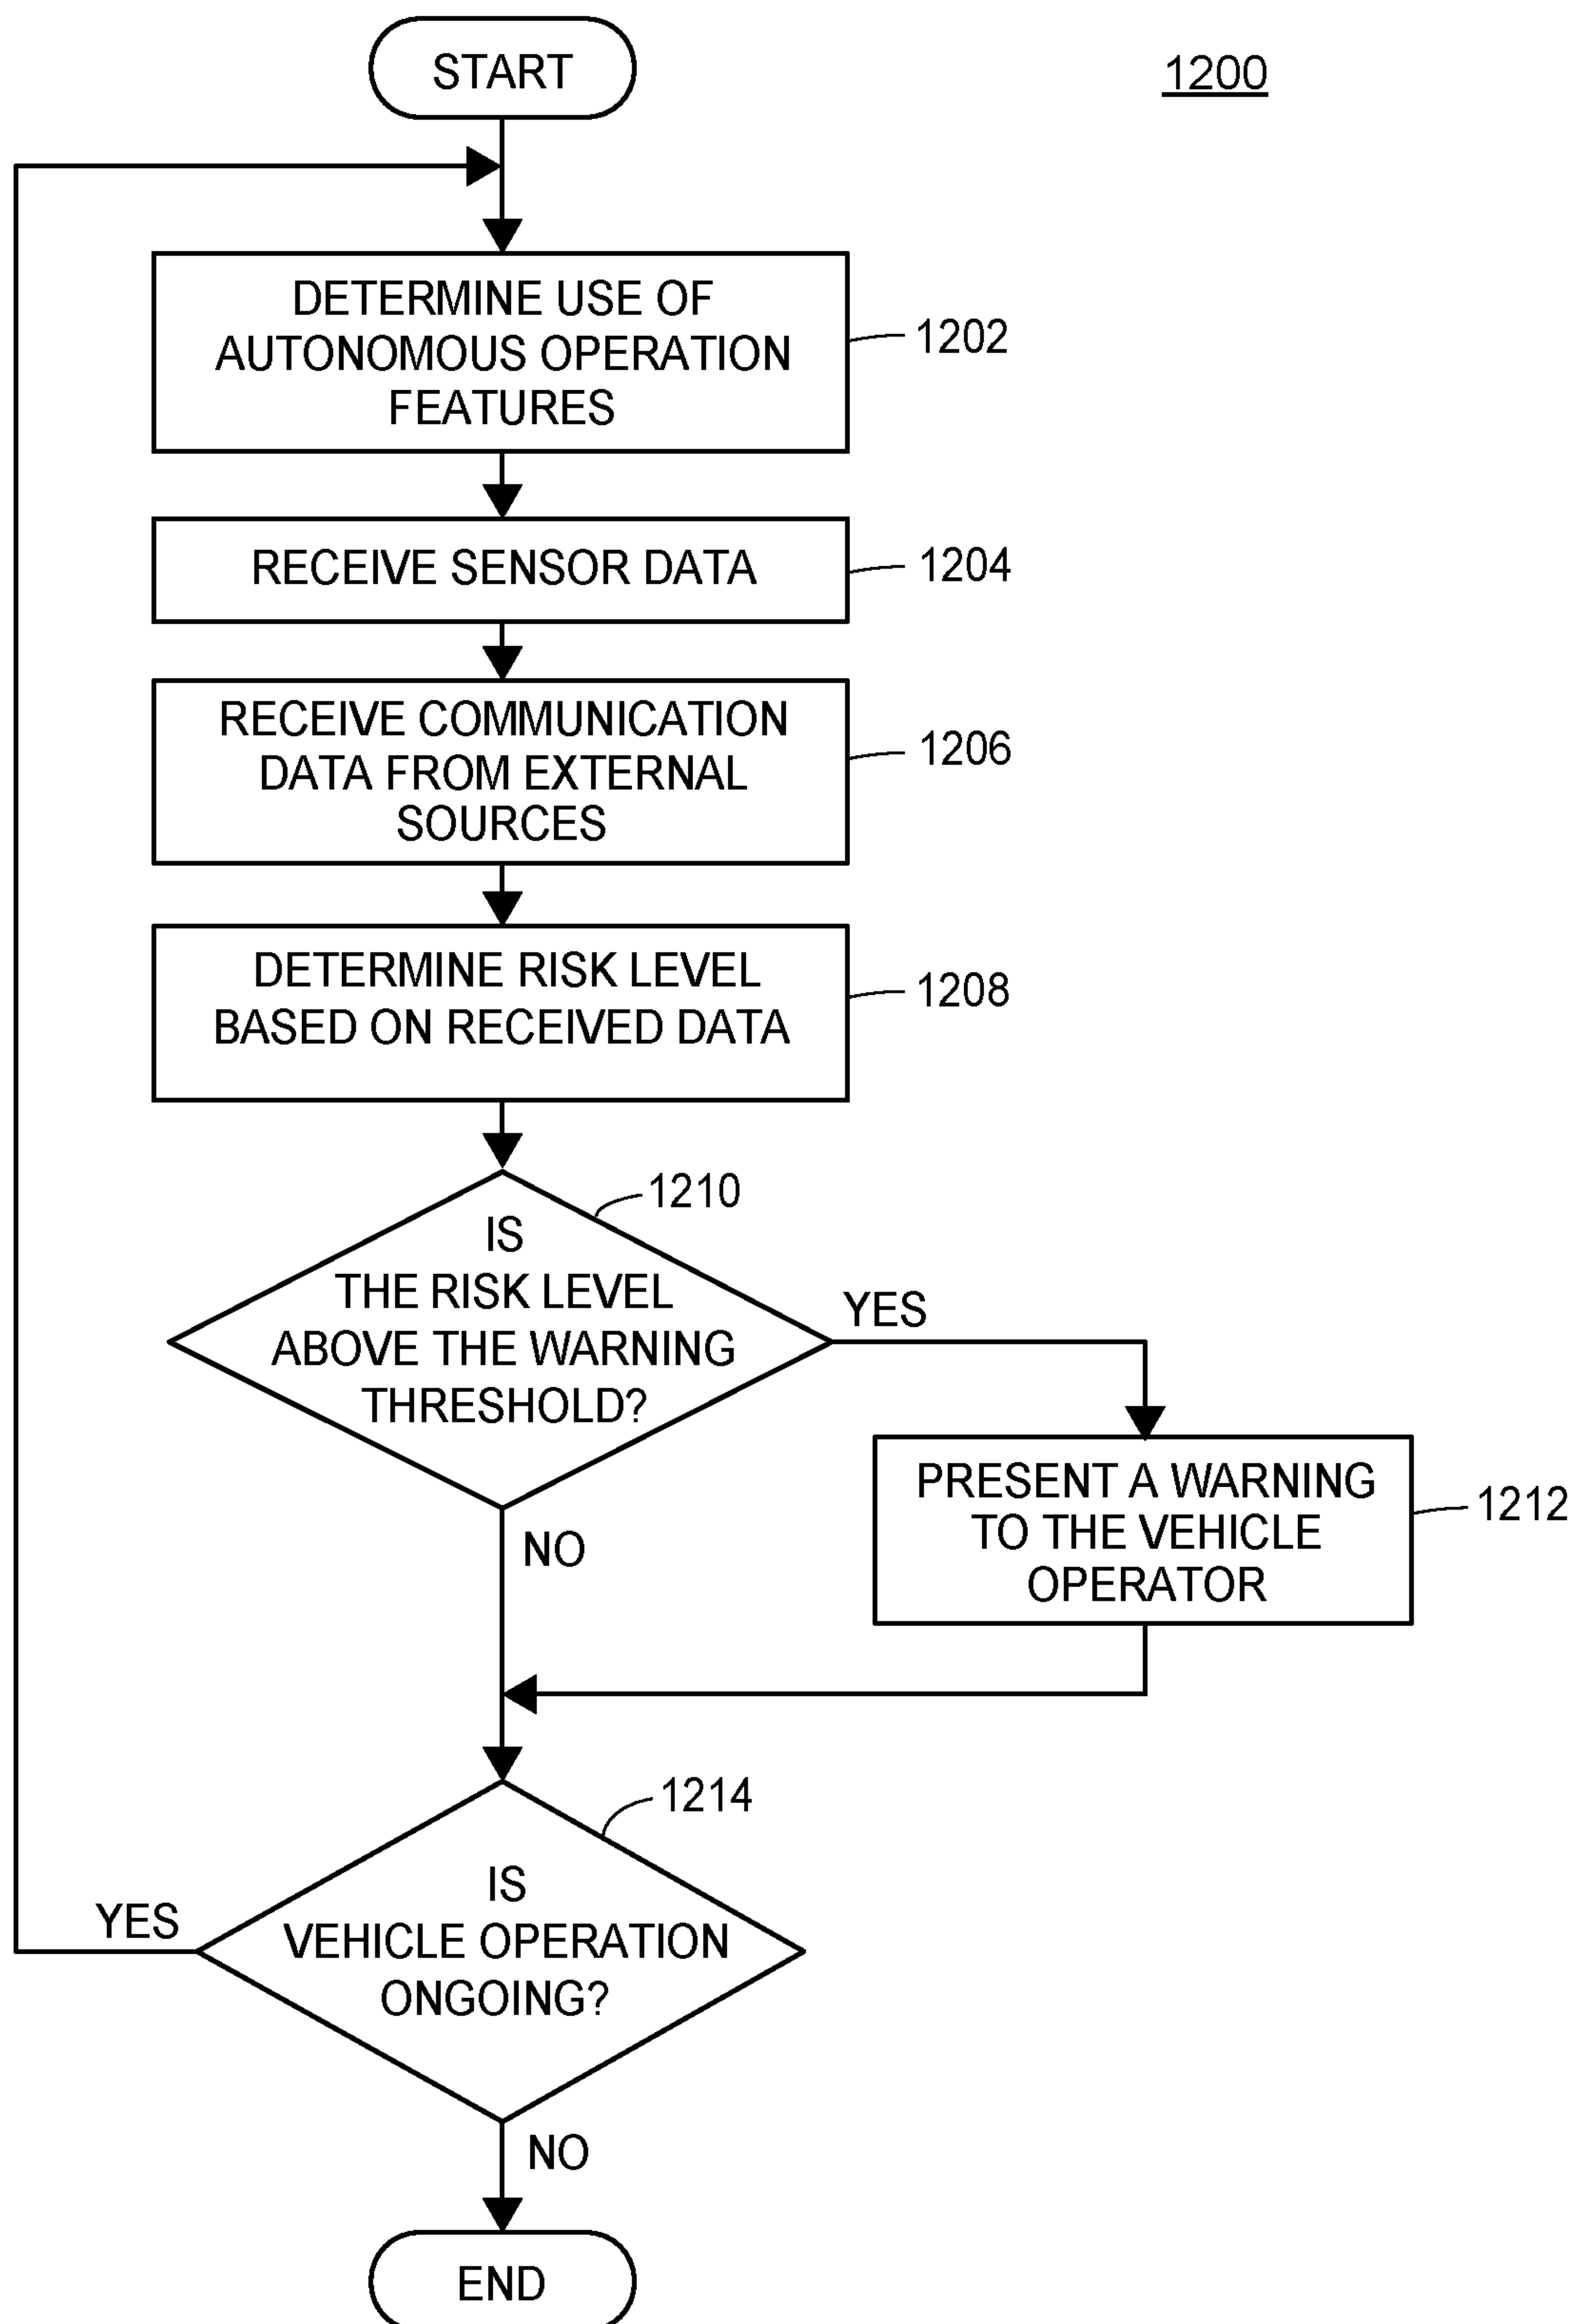 START
1200
DETERMINE USE OF
AUTONOMOUS OPERATION
FEATURES
1202
RECEIVE SENSOR DATA
1204
RECEIVE COMMUNICATION
DATA FROM EXTERNAL
SOURCES
1206
DETERMINE RISK LEVEL
BASED ON RECEIVED DATA
1208
1210
IS
THE RISK LEVEL
ABOVE THE WARNING
THRESHOLD?
YES
NO
PRESENT A WARNING
TO THE VEHICLE
OPERATOR
1212
1214
IS
VEHICLE OPERATION
ONGOING?
YES
NO
END